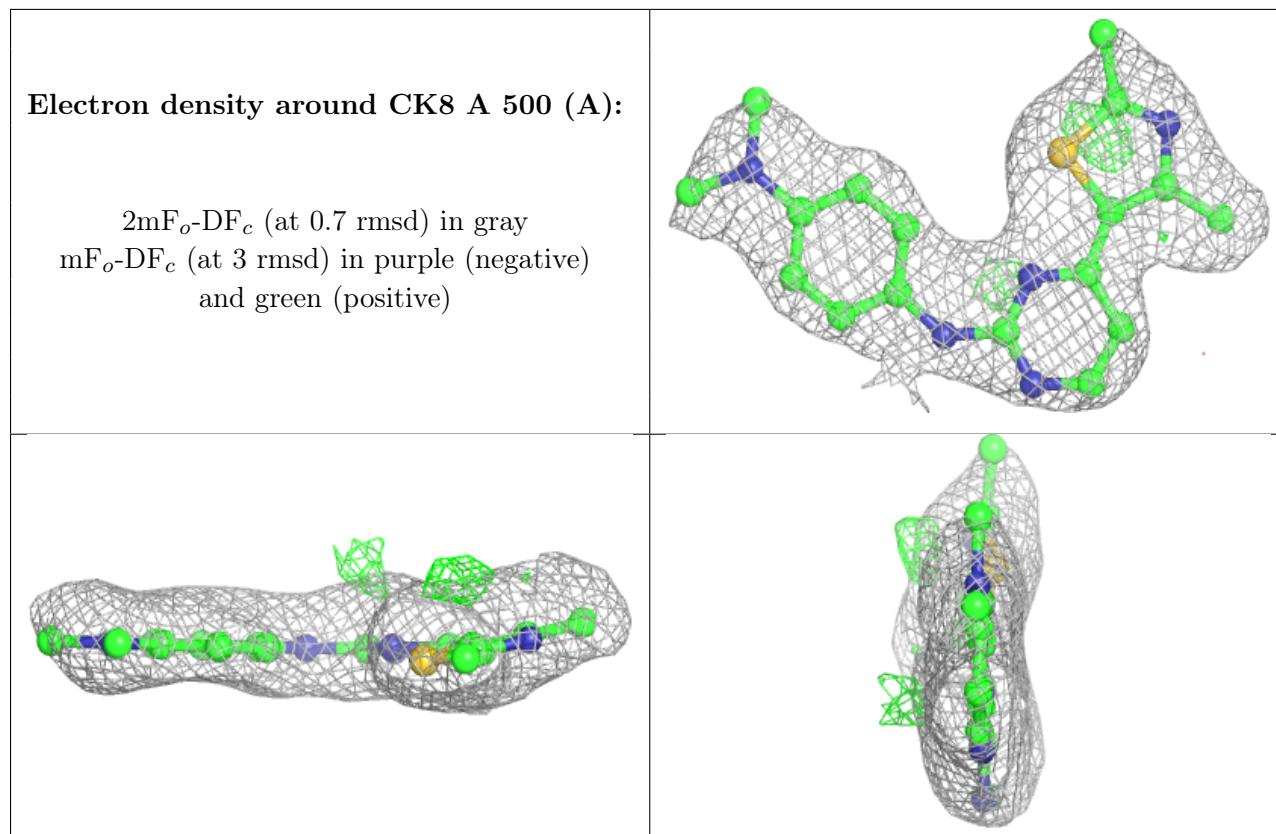 Electron density around CK8 A 500 (A):
2mFₒ-DF𝒸 (at 0.7 rmsd) in gray
mFₒ-DF𝒸 (at 3 rmsd) in purple (negative)
and green (positive)